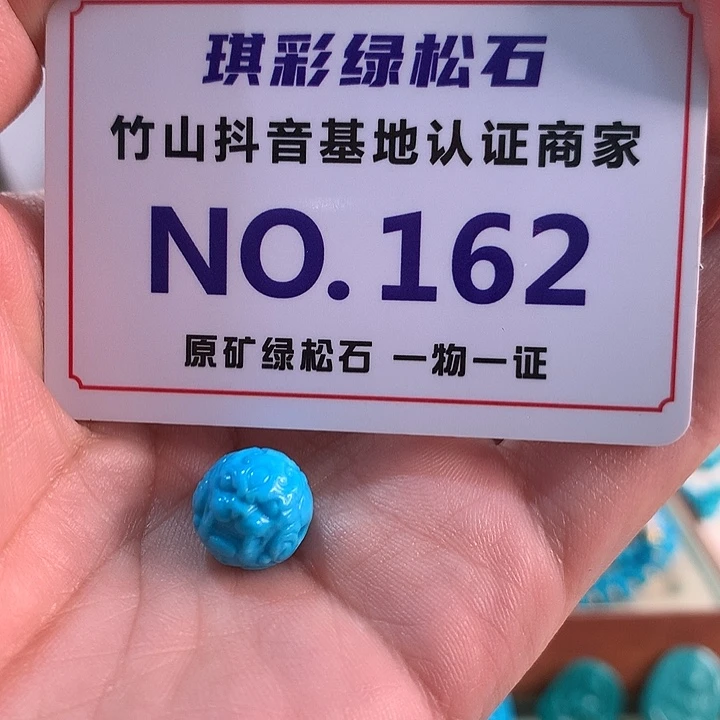 琪彩绿松石
竹山抖音基地认证商家
NO.162
原矿绿松石 一物一证